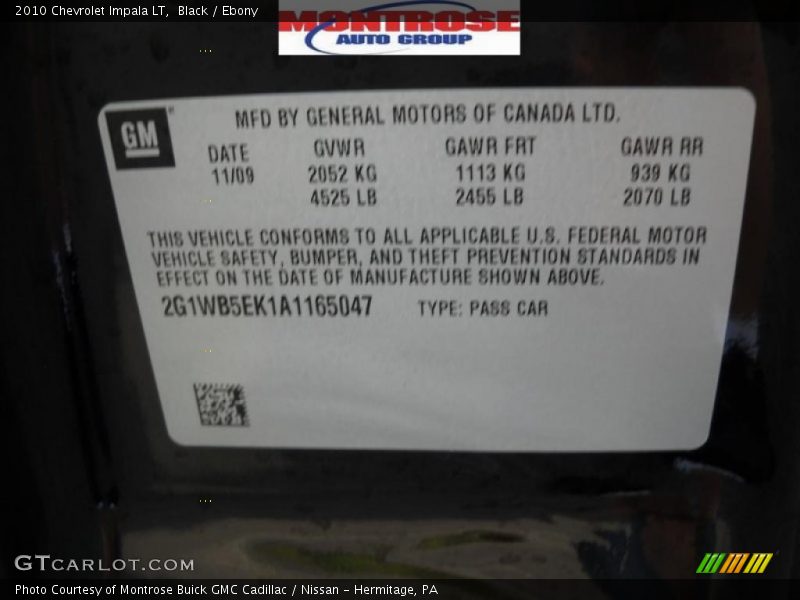 2010 Chevrolet Impala LT, Black / Ebony
MONTROSE
AUTO GROUP
GM
MFD BY GENERAL MOTORS OF CANADA LTD.
DATE GVWR GAWR FRT GAWR RR
11/09 2052 KG 1113 KG 939 KG
4525 LB 2455 LB 2070 LB
THIS VEHICLE CONFORMS TO ALL APPLICABLE U.S. FEDERAL MOTOR
VEHICLE SAFETY, BUMPER, AND THEFT PREVENTION STANDARDS IN
EFFECT ON THE DATE OF MANUFACTURE SHOWN ABOVE.
2G1WB5EK1A1165047 TYPE: PASS CAR
GTCARLOT.COM
Photo Courtesy of Montrose Buick GMC Cadillac / Nissan - Hermitage, PA